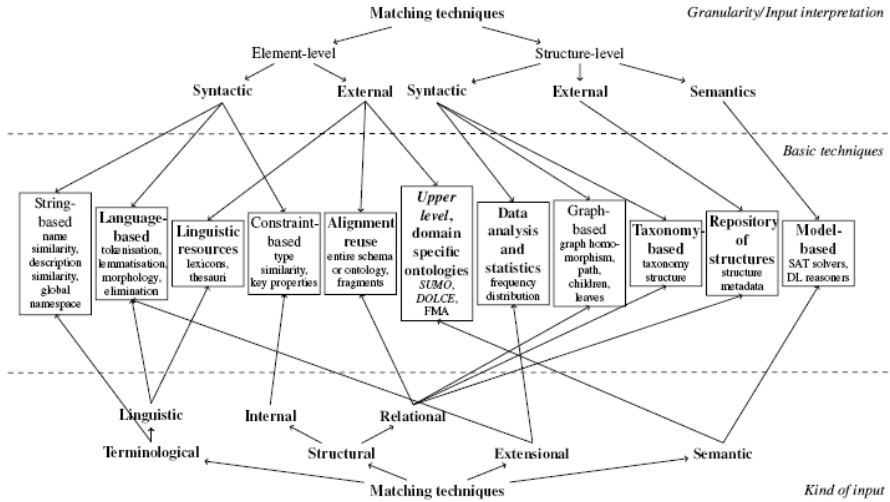 Matching techniques
Granularity/Input interpretation
Element-level
Structure-level
Syntactic
External
Syntactic
External
Semantics
Basic techniques
String-
based
name
similarity,
description
similarity,
global
namespace
Language-
based
tokenisation,
lemmatisation,
morphology,
elimination
Linguistic
resources
lexicons,
thesauri
Constraint-
based
type
similarity,
key properties
Alignment
reuse
entire schema
or ontology,
fragments
Upper
level, domain
specific
ontologies
SUMO,
DOLCE,
FMA
Data
analysis and
statistics
frequency
distribution
Graph-
based
graph homo-
morphism,
path,
children,
leaves
Taxonomy-
based
taxonomy
structure
Repository
of
structures
structure
metadata
Model-
based
SAT solvers,
DL reasoners
Linguistic
Internal
Relational
Terminological
Structural
Extensional
Semantic
Matching techniques
Kind of input